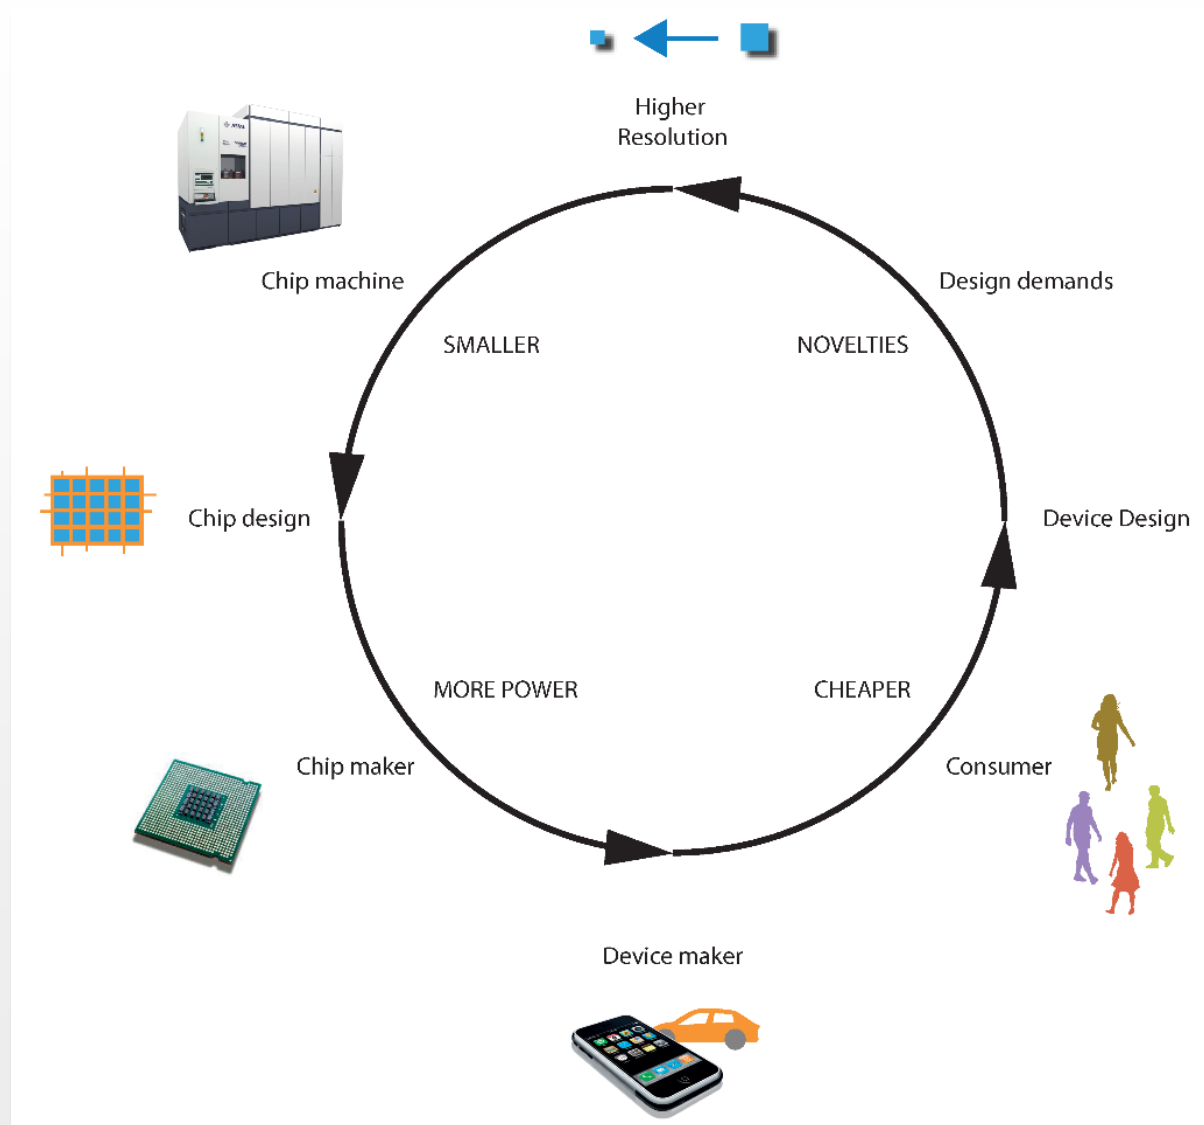 Higher
Resolution
Chip machine
Design demands
SMALLER
NOVELTIES
Chip design
Device Design
MORE POWER
CHEAPER
Chip maker
Consumer
Device maker